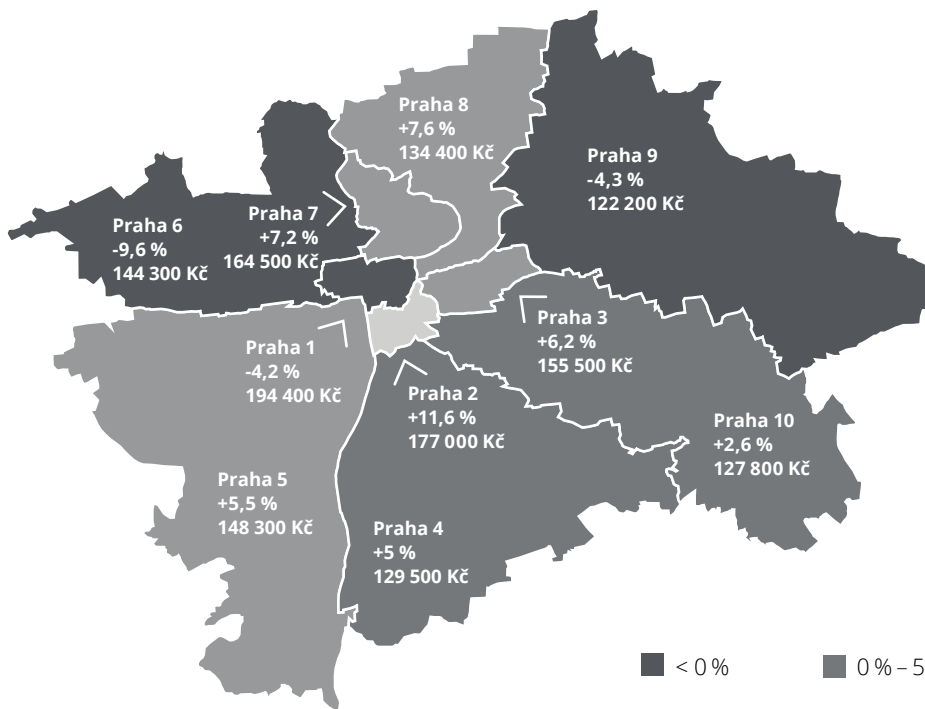 Praha 8
+7,6 %
134 400 Kč
Praha 9
-4,3 %
122 200 Kč
Praha 6
-9,6 %
144 300 Kč
Praha 7
+7,2 %
164 500 Kč
Praha 3
+6,2 %
155 500 Kč
Praha 1
-4,2 %
194 400 Kč
Praha 2
+11,6 %
177 000 Kč
Praha 10
+2,6 %
127 800 Kč
Praha 5
+5,5 %
148 300 Kč
Praha 4
+5 %
129 500 Kč
< 0 %
0 % – 5